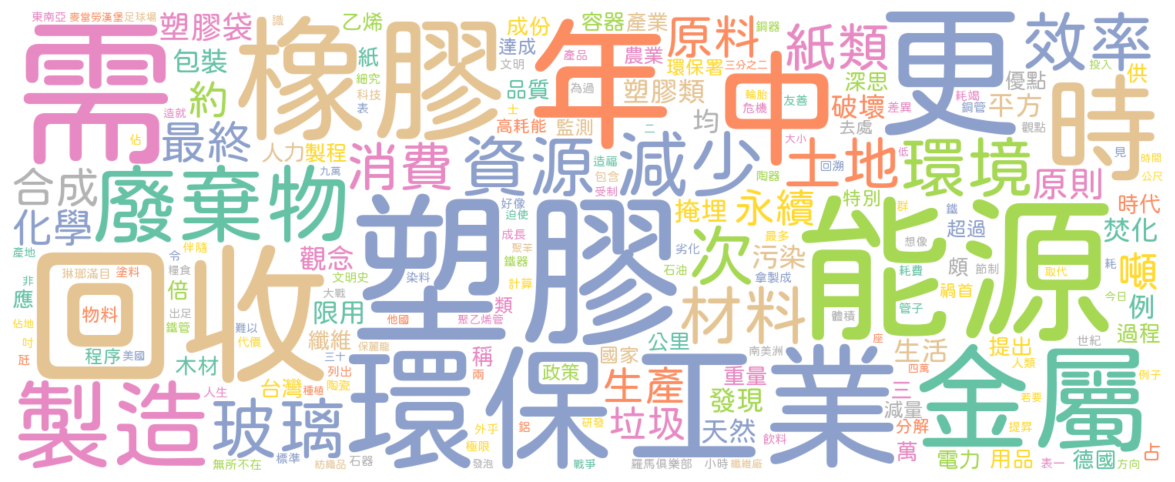 東南亞 麥當勞漢堡 足球場 識 乙烯 成份 容器 產業 銅器
需 塑膠袋 橡膠 達成 文明 年 原料 三分之二 紙類 更 效率
包裝 紙 細究 產品 農業 環保署 深思 投入
約 科技 表 品質 為過 塑膠類 輪胎 危機 友善 中 破壞 耗竭 差異 優點 供
造就 佔 最終 土 高耗能 監測 二 均 大小 去處 銅管 觀點 平方 時
人力 製程 九萬 消費 資源 造福 包含 受制 減少 陶器 回溯 土地 低 環境 見 時間 公尺
合成 廢棄物 好像 迫使 掩埋 永續 特別 群 鐵 原則 時代
化學 成長 聚苯 塑膠 次 最多 劣化 污染 能源 想像 超過 焚化
產地 令 伴隨 觀念 文明史 染料 鐵器 石油 拿製成 耗費 頗 節制 取代 耗 噸
琳瑯滿目 塗料 糧食 回收 大戰 計算 禍首 今日 例
非 應 物料 倍 出足 限用 類 材料 體積 管子 過程
佔地 吋 鐵管 難以 代價 纖維 他國 聚乙烯管 公里 南美洲 座 世紀
瓩 程序 美國 木材 三十 保麗龍 稱 國家 生活 提出
製造 人生 台灣 列出 種植 陶瓷 環保 兩 政策 生產 重量 工業 四萬 三 人類 金屬 例子
玻璃 外乎 鋁 研發 垃圾 發現 減量 若要
極限 天然 飲料 分解 提昇
無所不在 標準 紡織品 石器 發泡 戰爭 羅馬俱樂部 小時 纖維廠 萬 電力 用品 表一 德國 方向 占